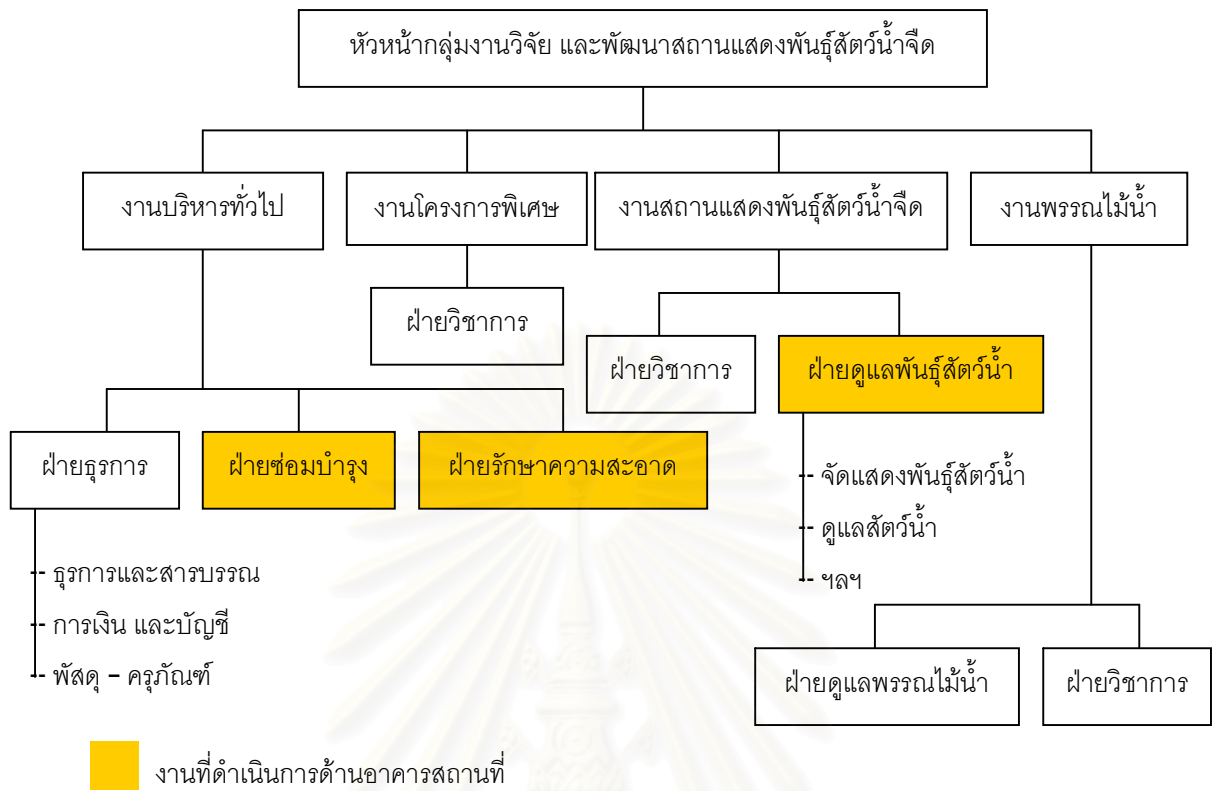 หัวหน้ากลุ่มงานวิจัย และพัฒนาสถานแสดงพันธุ์สัตว์น้ำจืด
งานบริหารทั่วไป
งานโครงการพิเศษ
งานสถานแสดงพันธุ์สัตว์น้ำจืด
งานพรรณไม้น้ำ
ฝ่ายวิชาการ
ฝ่ายวิชาการ
ฝ่ายดูแลพันธุ์สัตว์น้ำ
ฝ่ายธุรการ
ฝ่ายซ่อมบำรุง
ฝ่ายรักษาความสะอาด
- จัดแสดงพันธุ์สัตว์น้ำ
- ดูแลสัตว์น้ำ
- ฯลฯ
- ธุรการและสารบรรณ
- การเงิน และบัญชี
- พัสดุ – ครุภัณฑ์
ฝ่ายดูแลพรรณไม้น้ำ
ฝ่ายวิชาการ
งานที่ดำเนินการด้านอาคารสถานที่